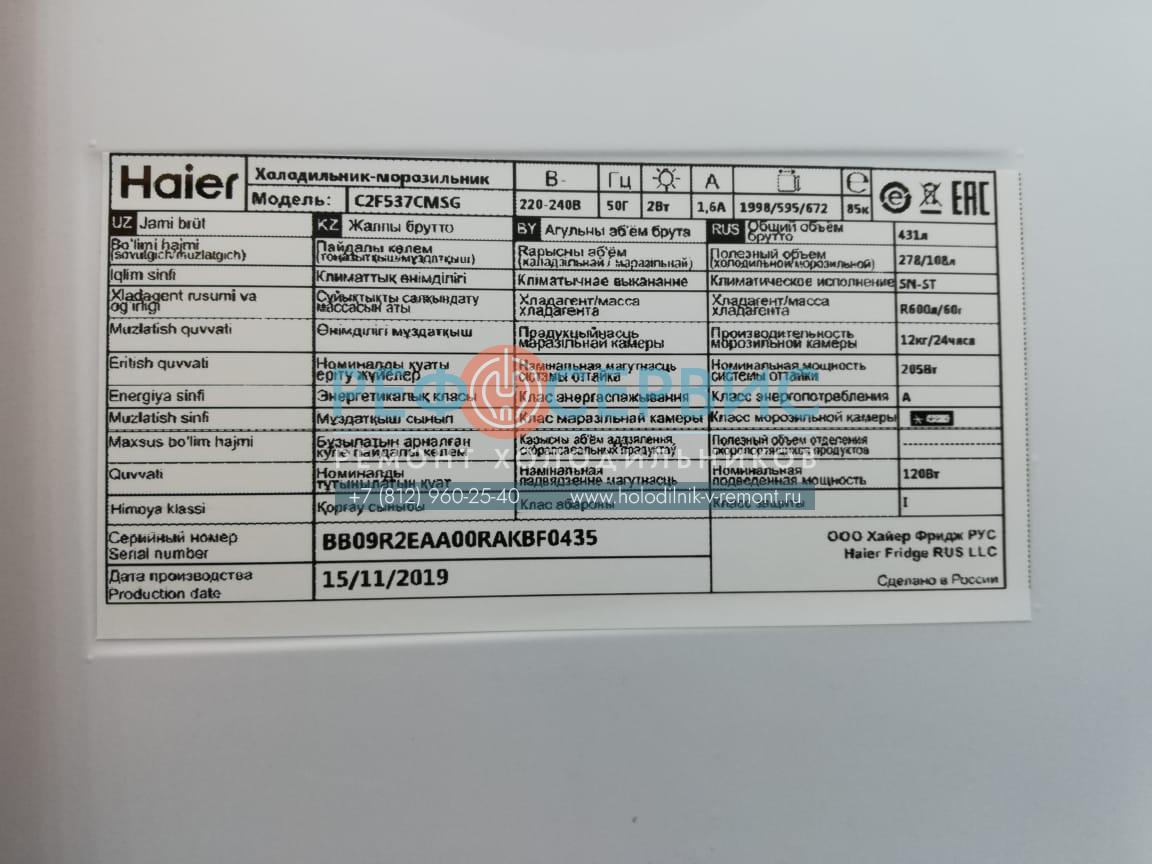 Haier
Холодильник-морозильник
В~ Гц А
Модель: C2F537CMSG
220-240В 50Г 2Вт 1,6А 1998/595/672 85к
EAC
UZ Jami brüt
KZ Жалпы брутто
BY Агульны аб'ём брута
RUS Общий объём
брутто
431л
Bo'limi hajmi
(sovutgich/muzlatgich)
Пайдалы көлем
(тоңазытқыш/мұздатқыш)
Карысны аб'ём
(халадзільнай / маразільнай)
Полезный объем
(холодильной/морозильной)
278/108л
Iqlim sinfi
Климаттық өнімділігі
Кліматычнае выкананне
Климатическое исполнение
SN-ST
Xladagent rusumi va
og'irligi
Сұйықтықты салқындату
массасын аты
Хладагент/масса
хладагента
Хладагент/масса
хладагента
R600a/60г
Muzlatish quvvati
Өнімділігі мұздатқыш
Прадукцыйнасць
маразільнай камеры
Производительность
морозильной камеры
12кг/24часа
Eritish quvvati
Номиналды қуаты
еріту жүйелер
Намінальная магутнасць
сістэмы оттайка
Номинальная мощность
системы оттайки
205Вт
Energiya sinfi
Энергетикалық класы
Клас энергаспажывання
Класс энергопотребления
A
Muzlatish sinfi
Мұздатқыш сынып
Клас маразільнай камеры
Класс морозильной камеры
Maxsus bo'lim hajmi
Бұзылатын арналған
күпе пайдалы көлем
Карысны аб'ём аддзялення
Полезный объем отделения
скоропортящихся продуктов
Quvvati
Номиналды
тұтынылатын қуат
Намінальная
падвядзенне магутнасць
Номинальная
подведенная мощность
120Вт
Himoya klassi
Қорғау сыныбы
Клас абароны
Класс защиты
I
Серийный номер
Serial number
BB09R2EAA00RAKBF0435
Дата производства
Production date
15/11/2019
ООО Хайер Фридж РУС
Haier Fridge RUS LLC
Сделано в России
РЕФ СЕРВИС
РЕМОНТ ХОЛОДИЛЬНИКОВ
+7 (812) 960-25-40 www.holodilnik-v-remont.ru